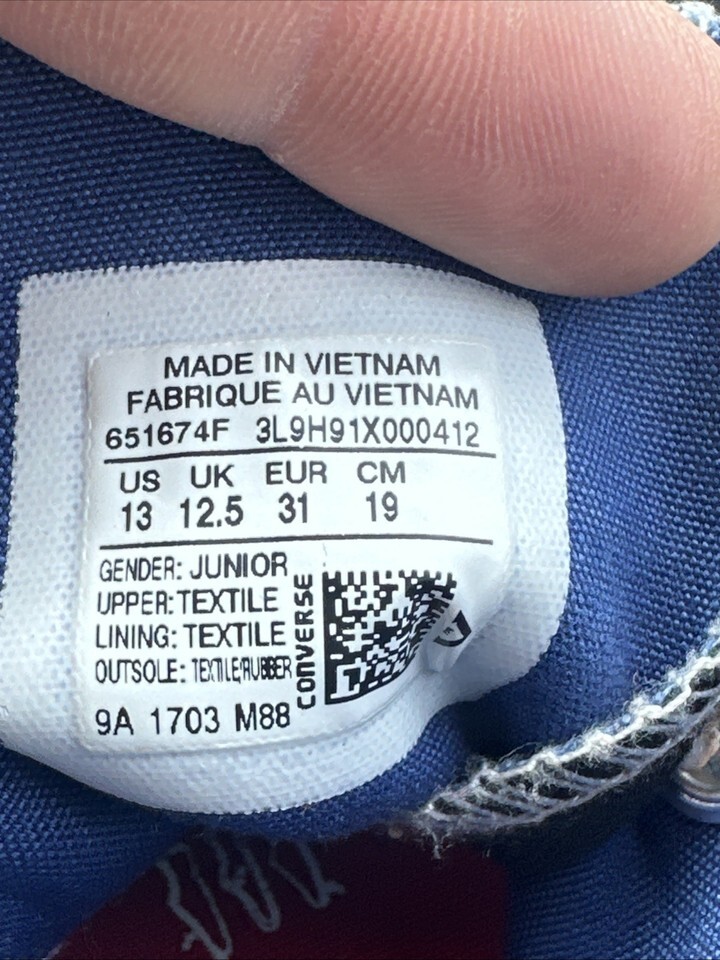 MADE IN VIETNAM
FABRIQUE AU VIETNAM
651674F 3L9H91X000412
US UK EUR CM
13 12.5 31 19
GENDER: JUNIOR
UPPER: TEXTILE
LINING: TEXTILE
OUTSOLE: TEXTILE/RUBBER
CONVERSE
9A 1703 M88